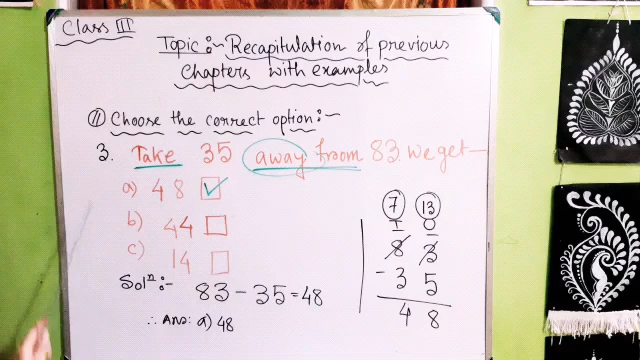 Class III
Topic:~ Recapitulation of previous
Chapters with examples
II) Choose the correct option:~
3. Take 35 away from 83. we get—
a) 48 ✓
b) 44
c) 14
Solⁿ:- 83 - 35 = 48
∴ Ans: a) 48
7 13
T O
8 3
- 3 5
4 8